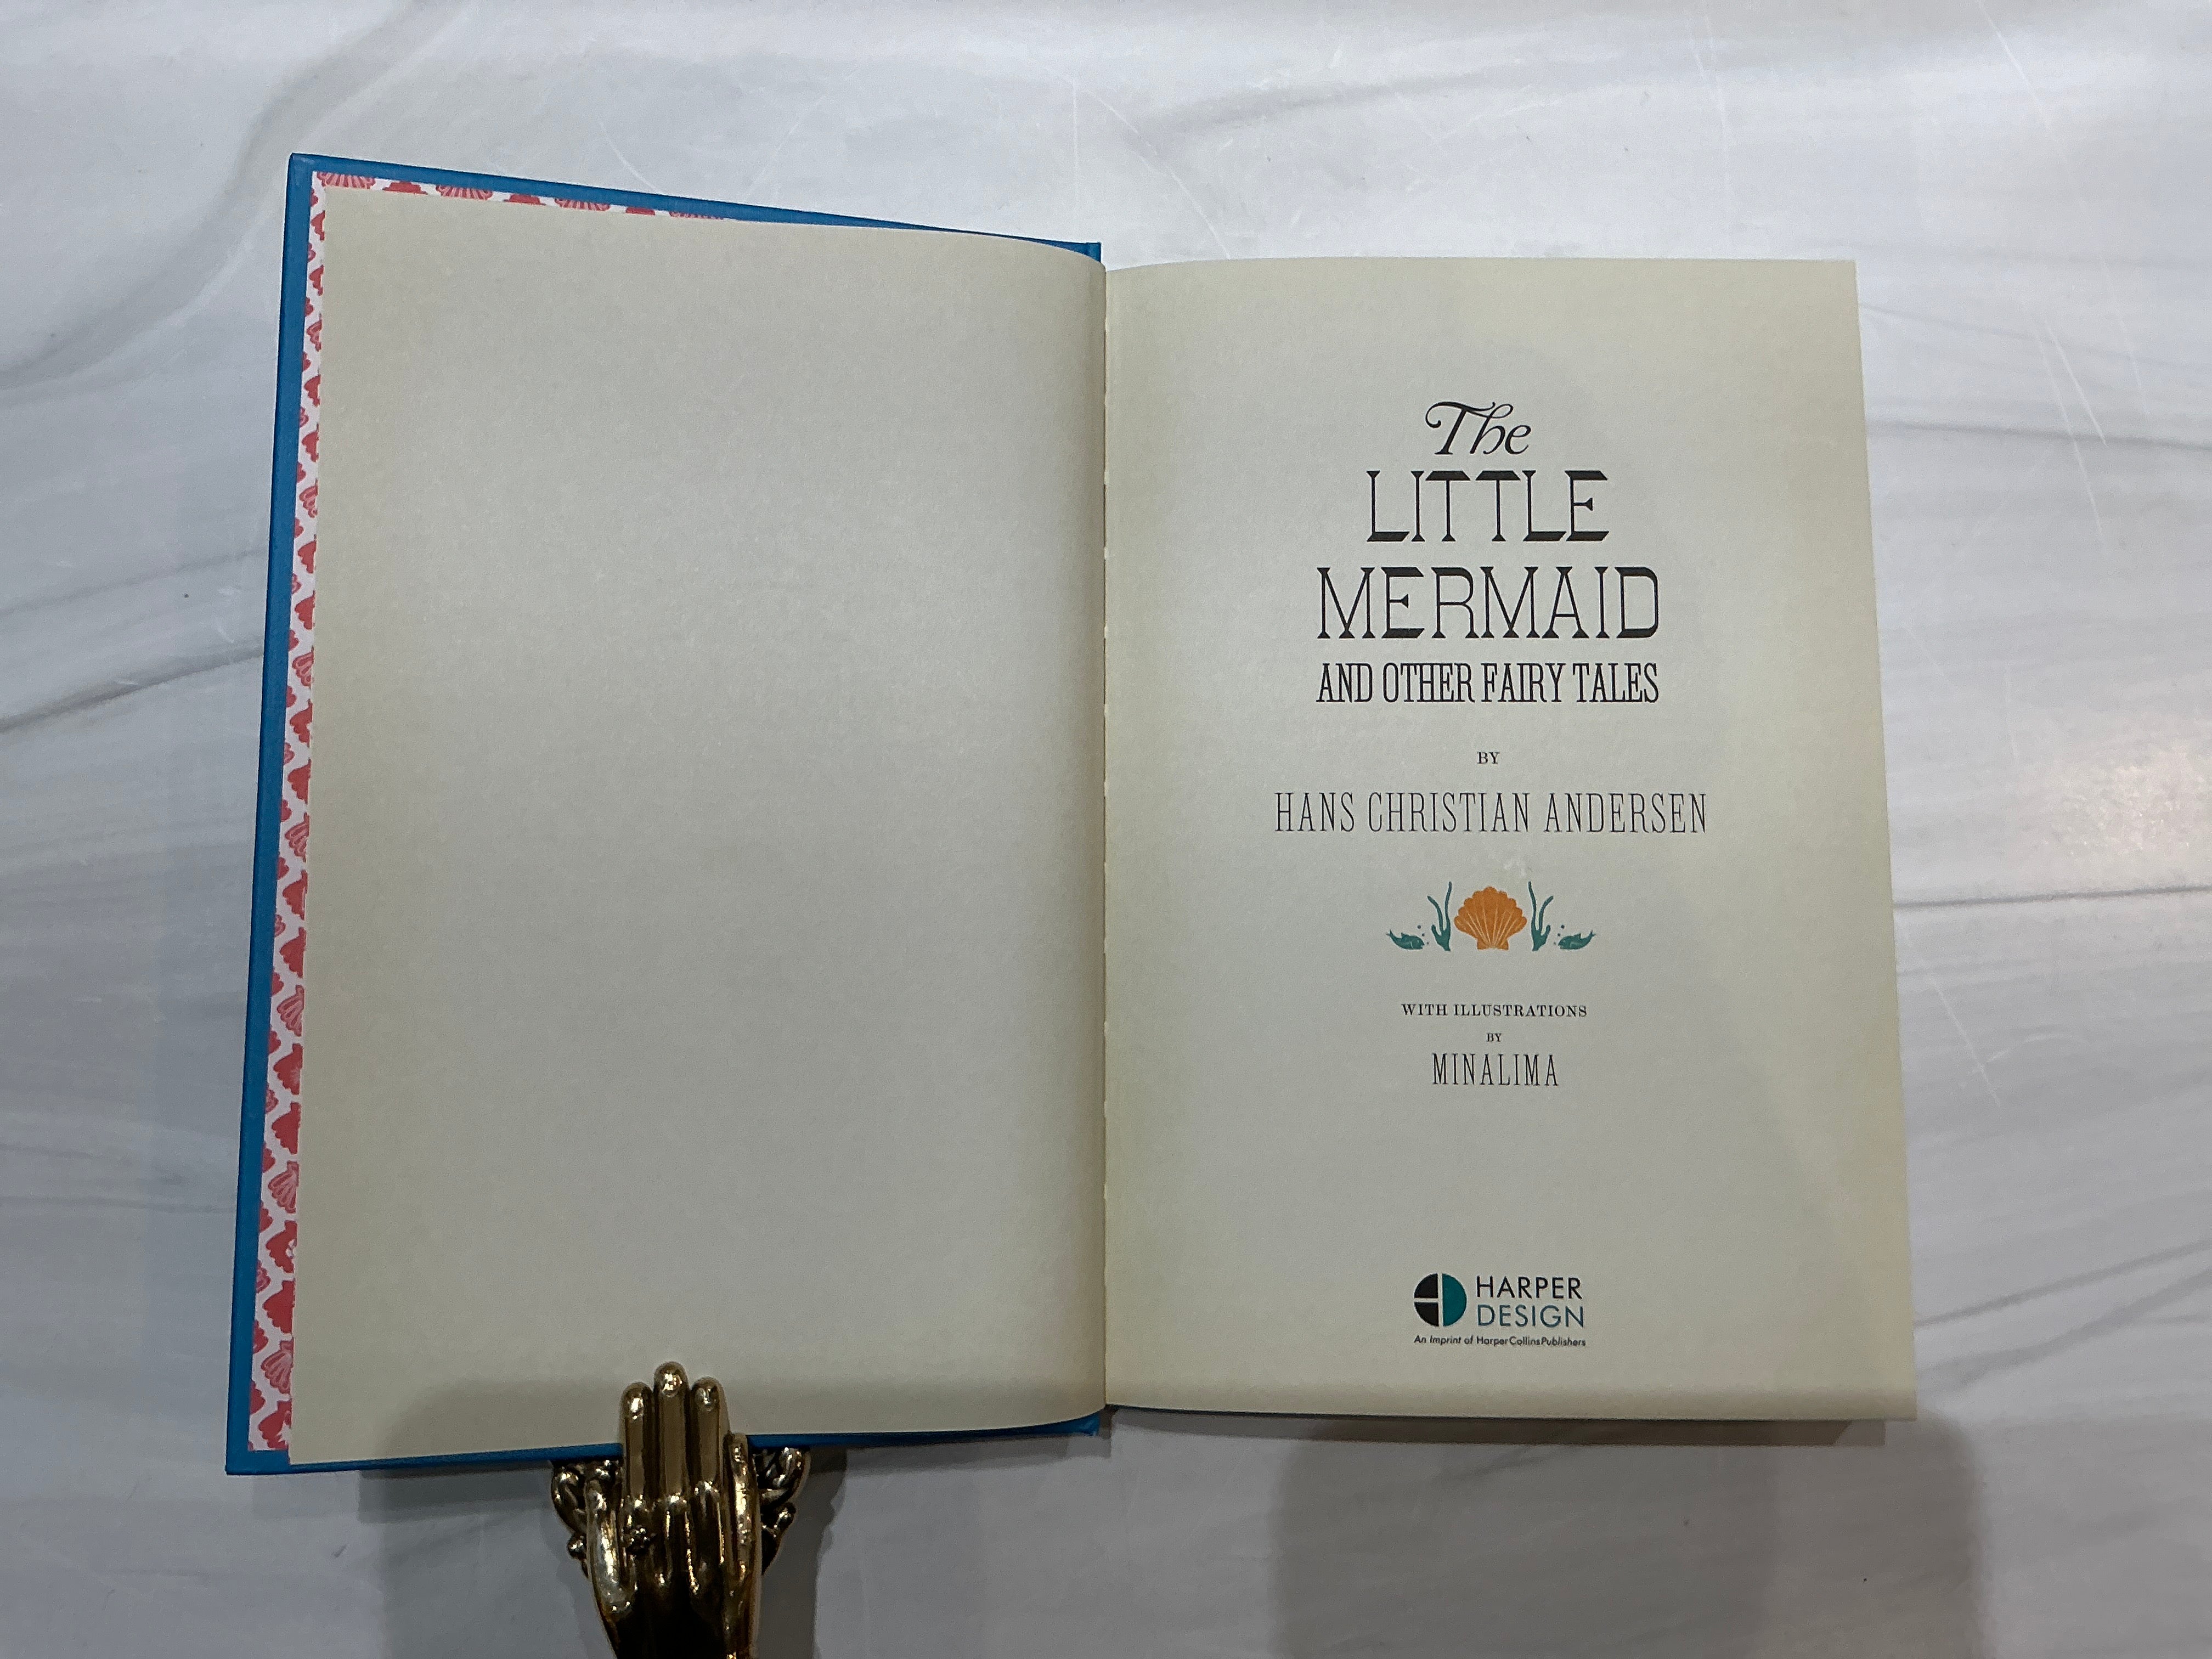 The
LITTLE
MERMAID
AND OTHER FAIRY TALES
BY
HANS CHRISTIAN ANDERSEN
WITH ILLUSTRATIONS
BY
MINALIMA
HARPER
DESIGN
An Imprint of HarperCollinsPublishers